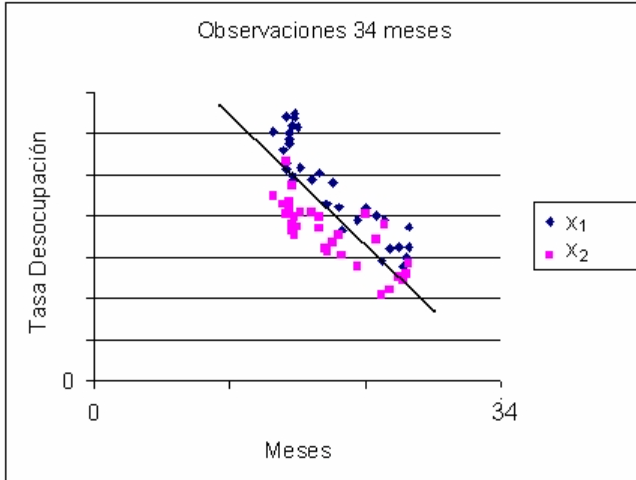 Observaciones 34 meses
Tasa Desocupación
0
0
34
Meses
X1
X2